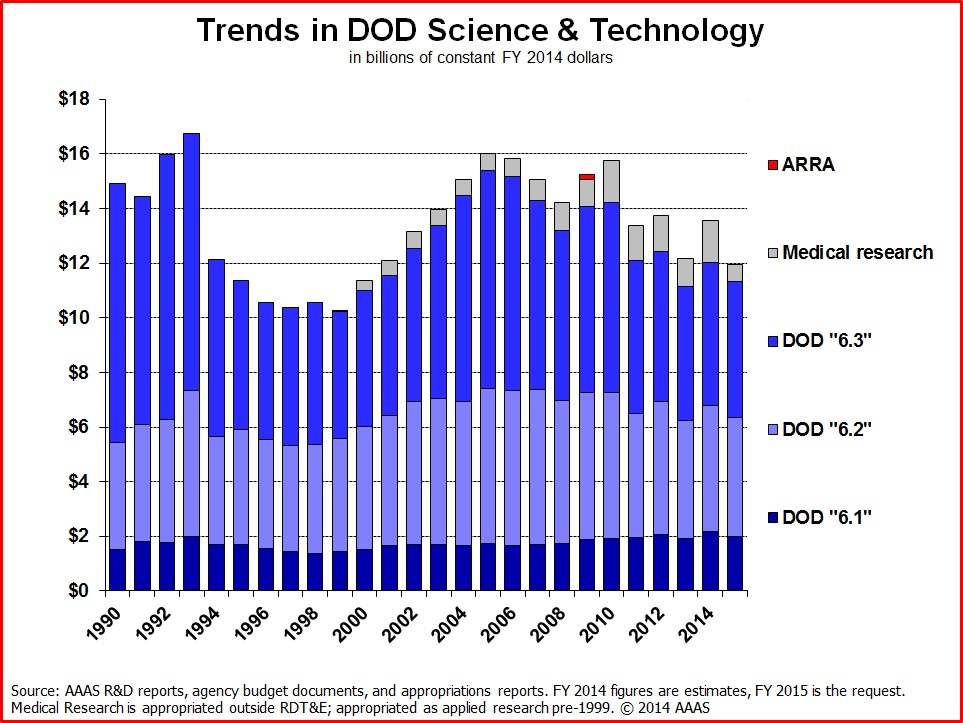 Trends in DOD Science & Technology
in billions of constant FY 2014 dollars
$18
$16
$14
$12
$10
$8
$6
$4
$2
$0
1990
1992
1994
1996
1998
2000
2002
2004
2006
2008
2010
2012
2014
ARRA
Medical research
DOD "6.3"
DOD "6.2"
DOD "6.1"
Source: AAAS R&D reports, agency budget documents, and appropriations reports. FY 2014 figures are estimates, FY 2015 is the request.
Medical Research is appropriated outside RDT&E; appropriated as applied research pre-1999. © 2014 AAAS